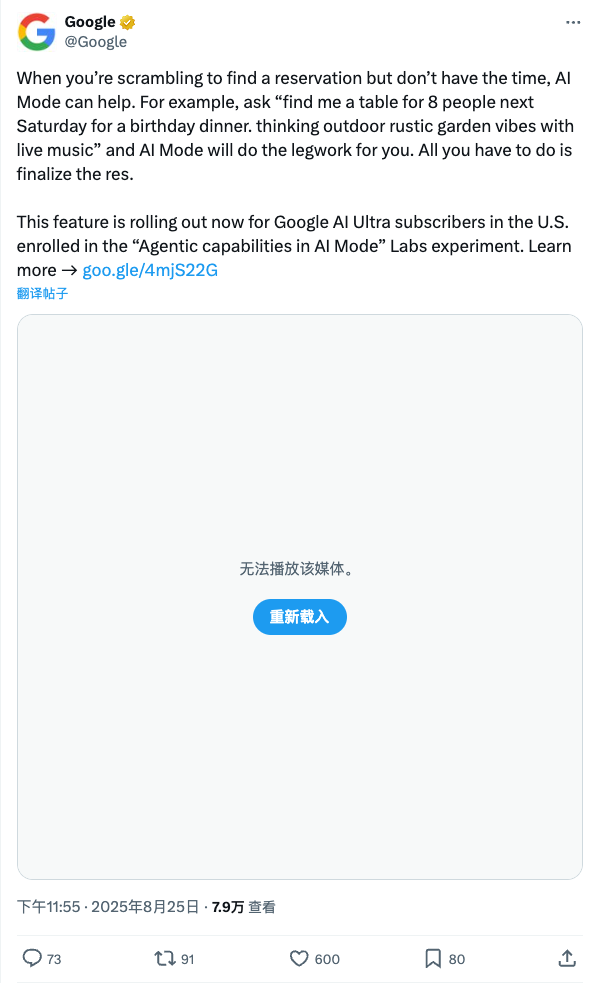 Google
@Google
When you’re scrambling to find a reservation but don’t have the time, AI
Mode can help. For example, ask “find me a table for 8 people next
Saturday for a birthday dinner. thinking outdoor rustic garden vibes with
live music” and AI Mode will do the legwork for you. All you have to do is
finalize the res.
This feature is rolling out now for Google AI Ultra subscribers in the U.S.
enrolled in the “Agentic capabilities in AI Mode” Labs experiment. Learn
more → goo.gle/4mjS22G
翻译帖子
无法播放该媒体。
重新载入
下午11:55 · 2025年8月25日 · 7.9万 查看
73 91 600 80